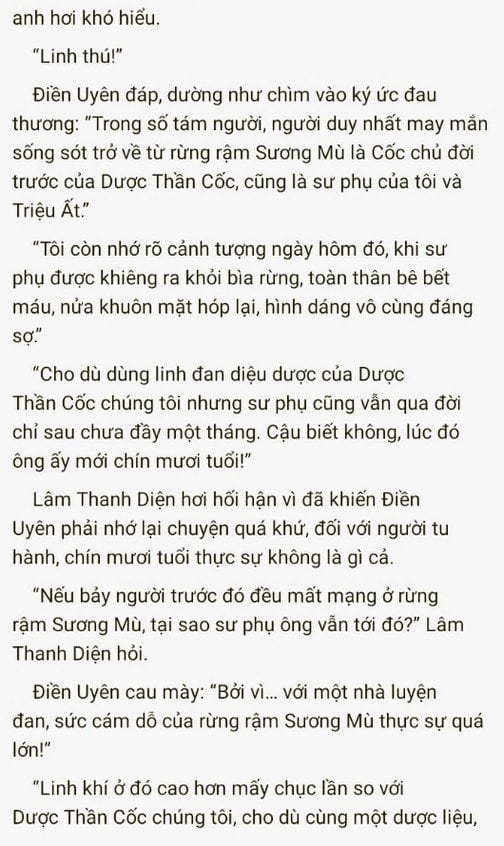 anh hơi khó hiểu.
“Linh thú!”
Điền Uyên đáp, dường như chìm vào ký ức đau
thương: “Trong số tám người, người duy nhất may mắn
sống sót trở về từ rừng rậm Sương Mù là Cốc chủ đời
trước của Dược Thần Cốc, cũng là sư phụ của tôi và
Triệu Ất.”
“Tôi còn nhớ rõ cảnh tượng ngày hôm đó, khi sư
phụ được khiêng ra khỏi bìa rừng, toàn thân bê bết
máu, nửa khuôn mặt hóp lại, hình dáng vô cùng đáng
sợ.”
“Cho dù dùng linh đan diệu dược của Dược
Thần Cốc chúng tôi nhưng sư phụ cũng vẫn qua đời
chỉ sau chưa đầy một tháng. Cậu biết không, lúc đó
ông ấy mới chín mươi tuổi!”
Lâm Thanh Diện hơi hối hận vì đã khiến Điền
Uyên phải nhớ lại chuyện quá khứ, đối với người tu
hành, chín mươi tuổi thực sự không là gì cả.
“Nếu bảy người trước đó đều mất mạng ở rừng
rậm Sương Mù, tại sao sư phụ ông vẫn tới đó?” Lâm
Thanh Diện hỏi.
Điền Uyên cau mày: “Bởi vì... với một nhà luyện
đan, sức cám dỗ của rừng rậm Sương Mù thực sự quá
lớn!”
“Linh khí ở đó cao hơn mấy chục lần so với
Dược Thần Cốc chúng tôi, cho dù cùng một dược liệu,